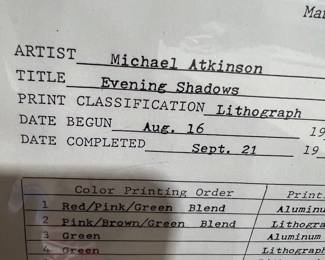 Mar
ARTIST Michael Atkinson
TITLE Evening Shadows
PRINT CLASSIFICATION Lithograph
DATE BEGUN Aug. 16 19
DATE COMPLETED Sept. 21 19
Color Printing Order Print
1 Red/Pink/Green Blend Aluminu
2 Pink/Brown/Green Blend Lithogra
3 Green Aluminum
4 Green Lithograph